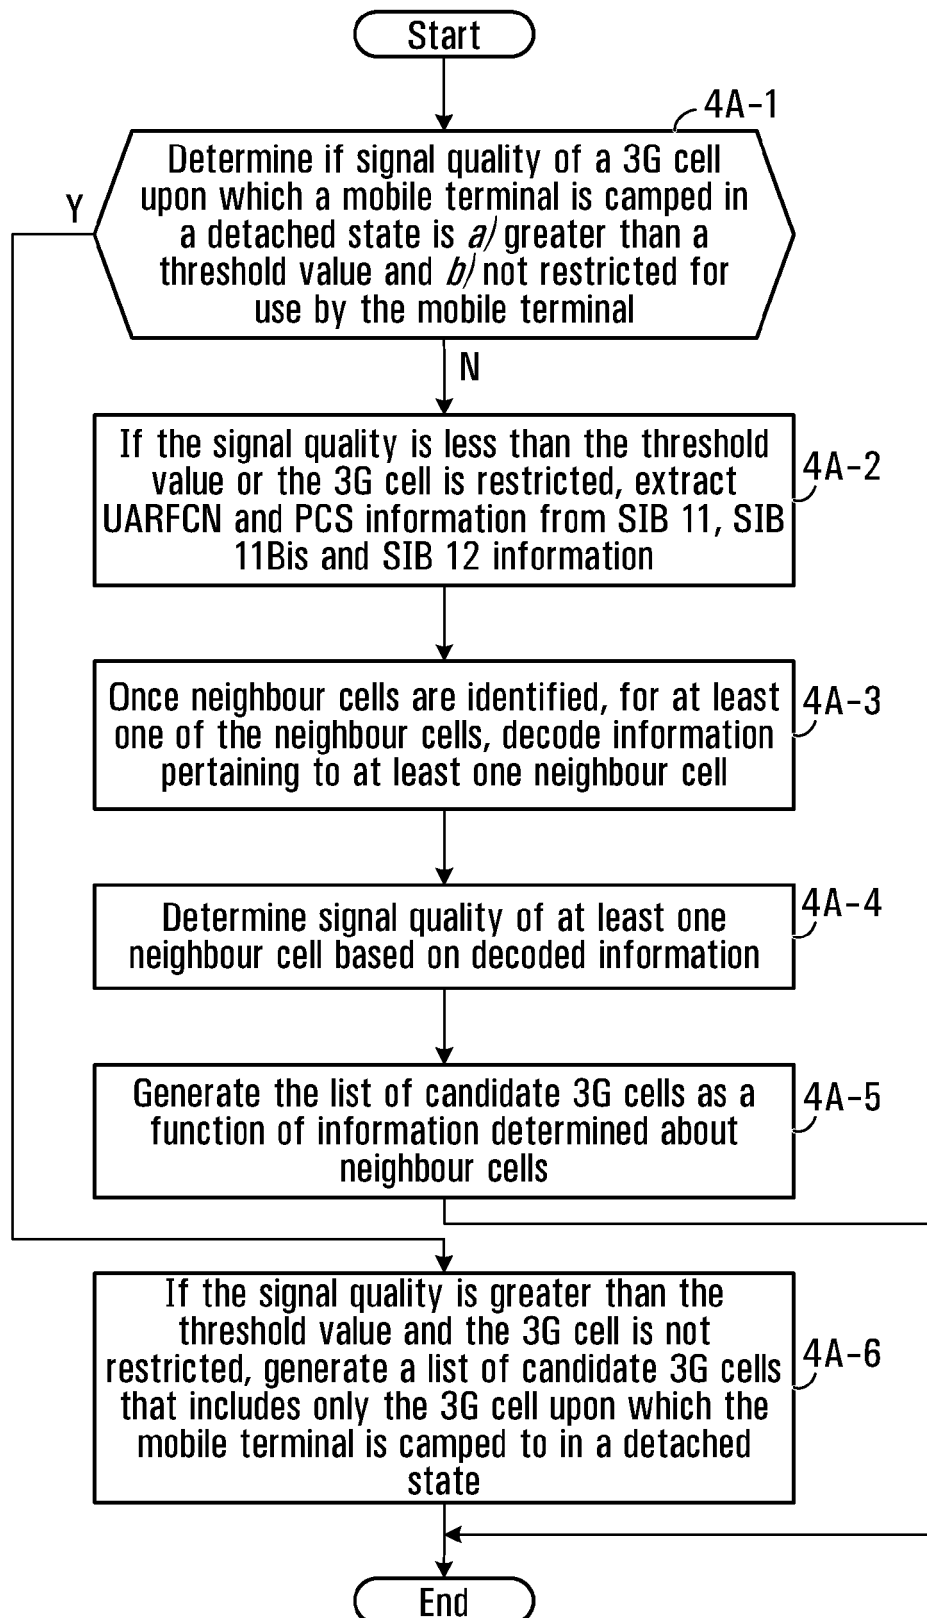 Start
4A-1
Determine if signal quality of a 3G cell
upon which a mobile terminal is camped in
a detached state is a) greater than a
threshold value and b) not restricted for
use by the mobile terminal
Y
N
If the signal quality is less than the threshold
value or the 3G cell is restricted, extract
UARFCN and PCS information from SIB 11, SIB
11Bis and SIB 12 information
4A-2
Once neighbour cells are identified, for at least
one of the neighbour cells, decode information
pertaining to at least one neighbour cell
4A-3
Determine signal quality of at least one
neighbour cell based on decoded information
4A-4
Generate the list of candidate 3G cells as a
function of information determined about
neighbour cells
4A-5
If the signal quality is greater than the
threshold value and the 3G cell is not
restricted, generate a list of candidate 3G cells
that includes only the 3G cell upon which the
mobile terminal is camped to in a detached
state
4A-6
End